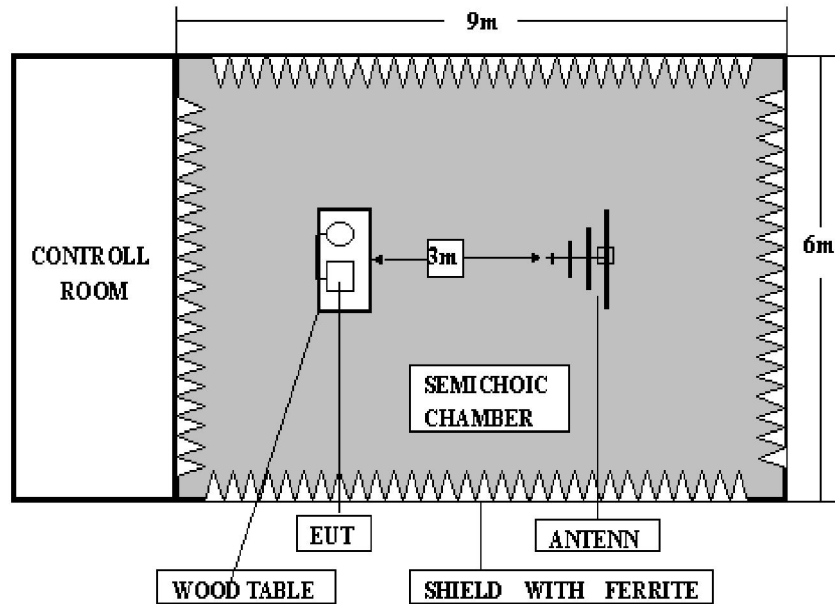 9m
CONTROLL
ROOM
3m
6m
SEMICHOIC
CHAMBER
EUT
ANTENN
WOOD TABLE
SHIELD WITH FERRITE